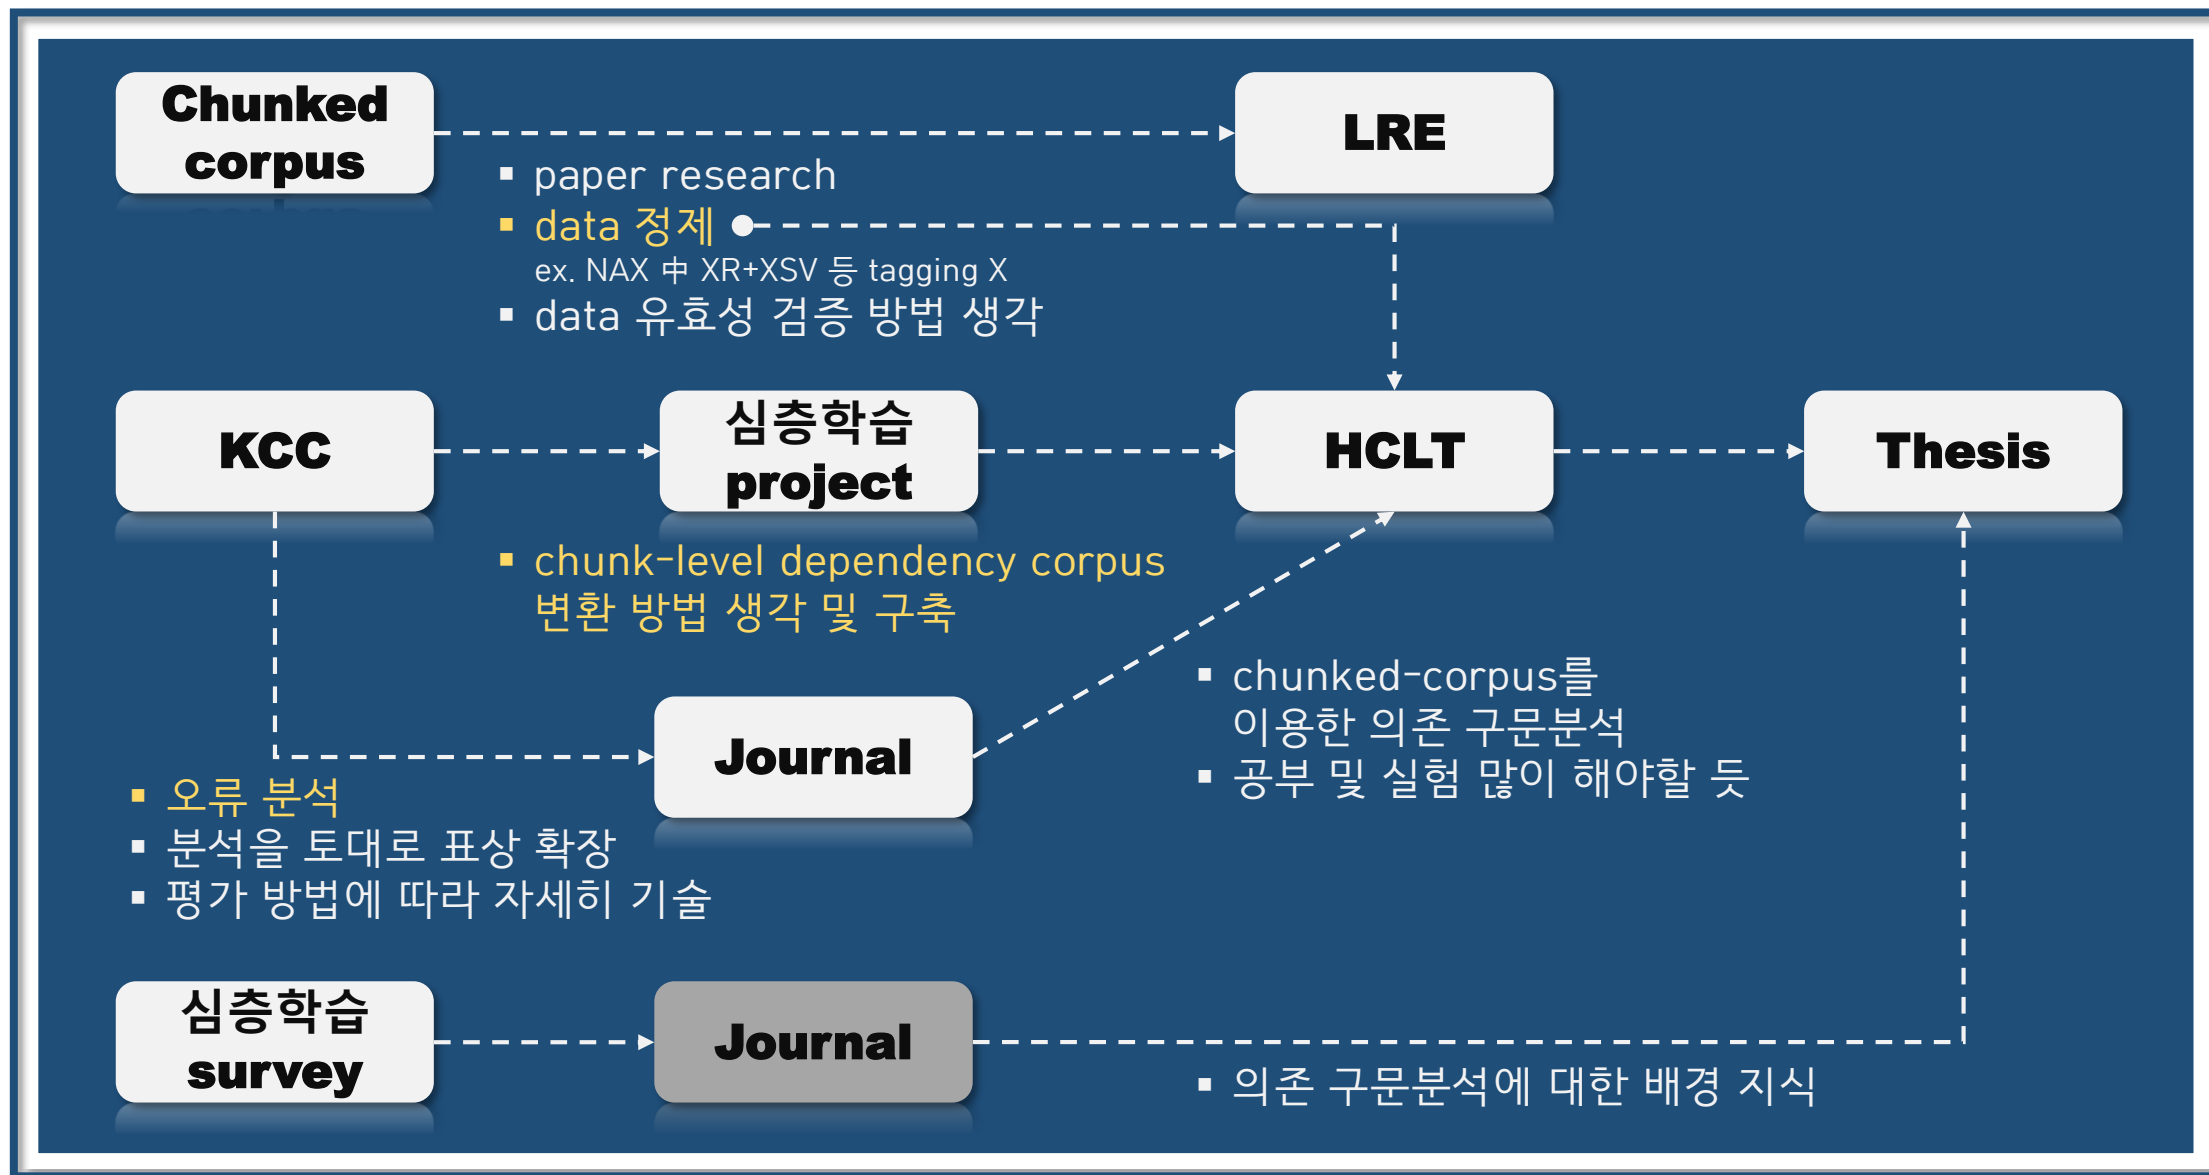 Chunked
corpus
LRE
▪ paper research
▪ data 정제
ex. NAX 中 XR+XSV 등 tagging X
▪ data 유효성 검증 방법 생각
KCC
심층학습
project
HCLT
Thesis
▪ chunk-level dependency corpus
변환 방법 생각 및 구축
Journal
▪ chunked-corpus를
이용한 의존 구문분석
▪ 공부 및 실험 많이 해야할 듯
▪ 오류 분석
▪ 분석을 토대로 표상 확장
▪ 평가 방법에 따라 자세히 기술
심층학습
survey
Journal
▪ 의존 구문분석에 대한 배경 지식